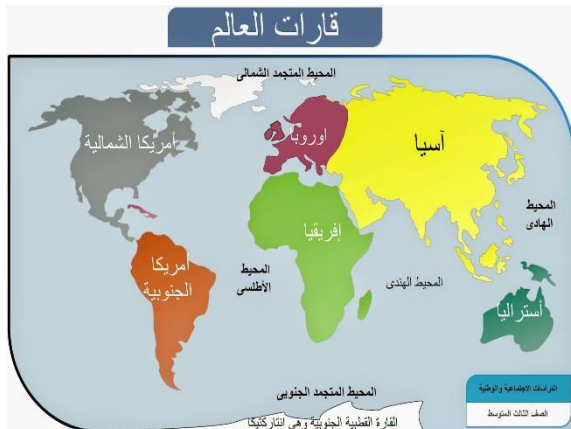 قارات العالم
المحيط المتجمد الشمالى
أمريكا الشمالية
اوروبا
آسيا
المحيط
الهادى
إفريقيا
أمريكا
الجنوبية
المحيط
الأطلسى
المحيط الهندى
أستراليا
المحيط المتجمد الجنوبى
القارة القطبية الجنوبية وهى انتاركتيكا
الدراسات الاجتماعية والوطنية
الصف الثالث المتوسط